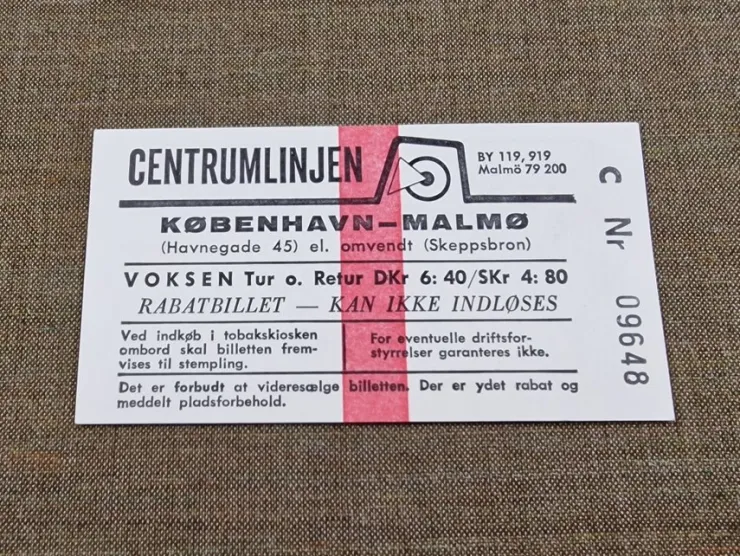 CENTRUMLINJEN
BY 119, 919
Malmö 79 200
KØBENHAVN—MALMØ
(Havnegade 45) el. omvendt (Skeppsbron)
VOKSEN Tur o. Retur DKr 6: 40/SKr 4: 80
RABATBILLET — KAN IKKE INDLØSES
Ved indkøb i tobakskiosken
ombord skal billetten frem-
vises til stempling.
For eventuelle driftsfor-
styrrelser garanteres ikke.
Det er forbudt at videresælge billetten. Der er ydet rabat og
meddelt pladsforbehold.
C Nr 09648